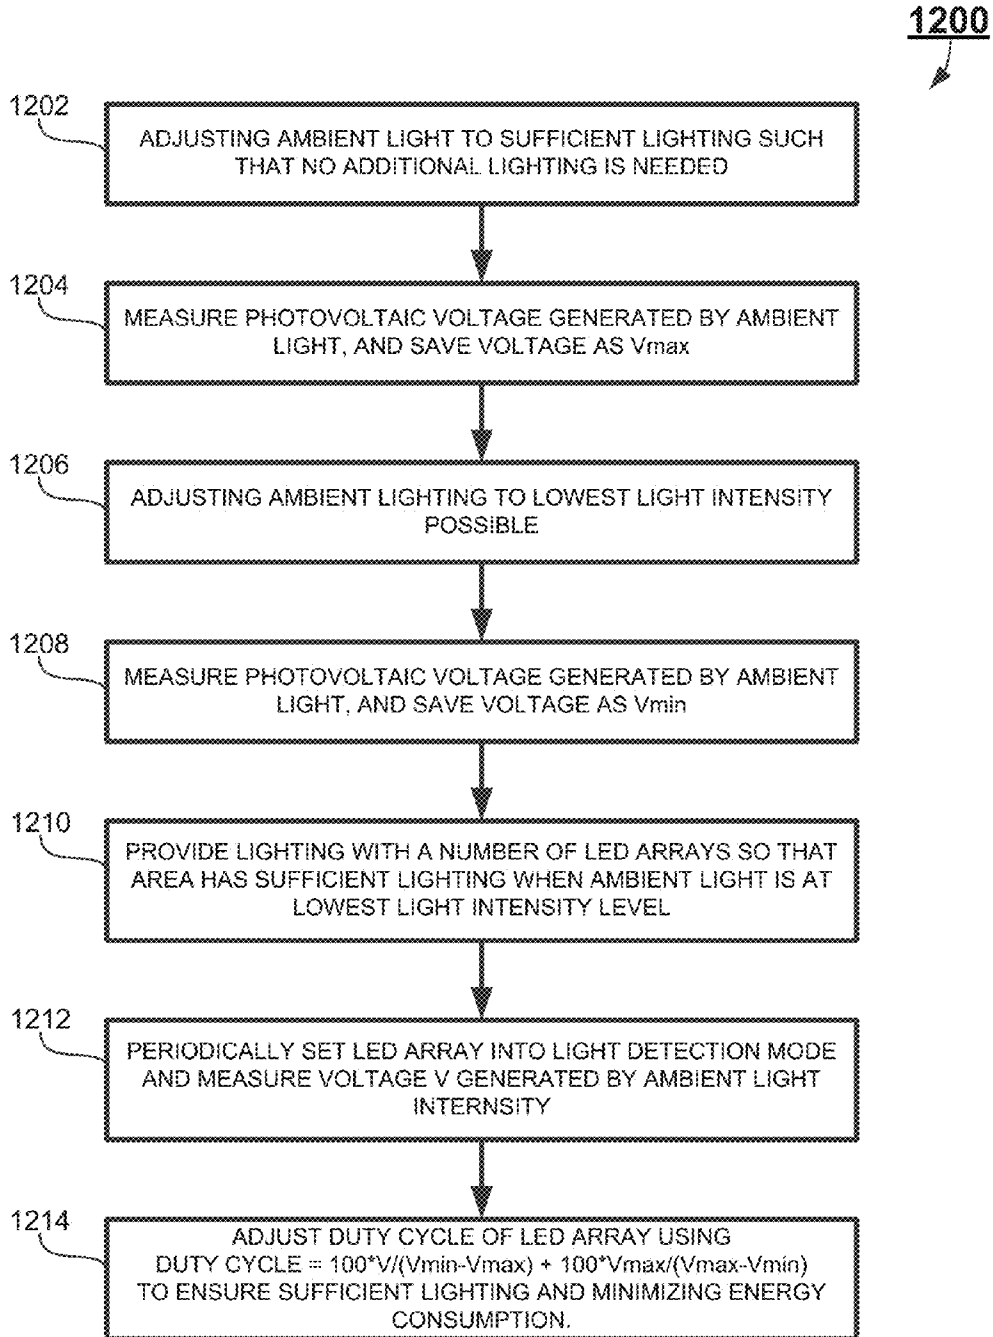 1200
1202
ADJUSTING AMBIENT LIGHT TO SUFFICIENT LIGHTING SUCH
THAT NO ADDITIONAL LIGHTING IS NEEDED
1204
MEASURE PHOTOVOLTAIC VOLTAGE GENERATED BY AMBIENT
LIGHT, AND SAVE VOLTAGE AS Vmax
1206
ADJUSTING AMBIENT LIGHTING TO LOWEST LIGHT INTENSITY
POSSIBLE
1208
MEASURE PHOTOVOLTAIC VOLTAGE GENERATED BY AMBIENT
LIGHT, AND SAVE VOLTAGE AS Vmin
1210
PROVIDE LIGHTING WITH A NUMBER OF LED ARRAYS SO THAT
AREA HAS SUFFICIENT LIGHTING WHEN AMBIENT LIGHT IS AT
LOWEST LIGHT INTENSITY LEVEL
1212
PERIODICALLY SET LED ARRAY INTO LIGHT DETECTION MODE
AND MEASURE VOLTAGE V GENERATED BY AMBIENT LIGHT
INTERNSITY
1214
ADJUST DUTY CYCLE OF LED ARRAY USING
DUTY CYCLE = 100*V/(Vmin-Vmax) + 100*Vmax/(Vmax-Vmin)
TO ENSURE SUFFICIENT LIGHTING AND MINIMIZING ENERGY
CONSUMPTION.